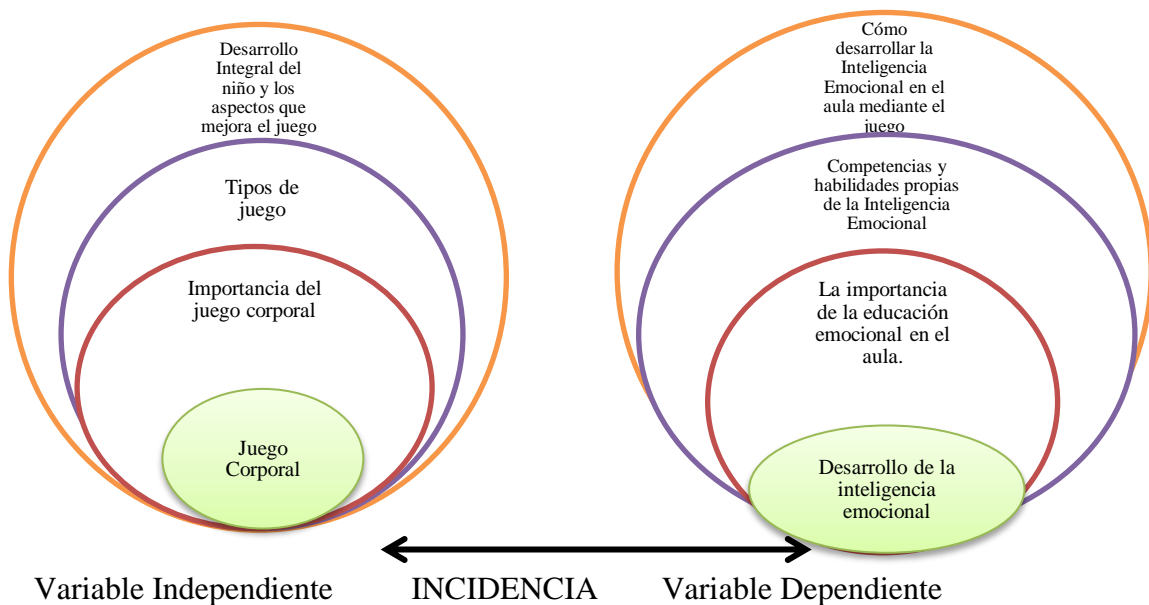 Desarrollo
Integral del
niño y los
aspectos que
mejora el juego
Tipos de
juego
Importancia del
juego corporal
Juego
Corporal
Cómo
desarrollar la
Inteligencia
Emocional en el
aula mediante el
juego
Competencias y
habilidades propias
de la Inteligencia
Emocional
La importancia
de la educación
emocional en el
aula.
Desarrollo de la
inteligencia
emocional
Variable Independiente INCIDENCIA Variable Dependiente